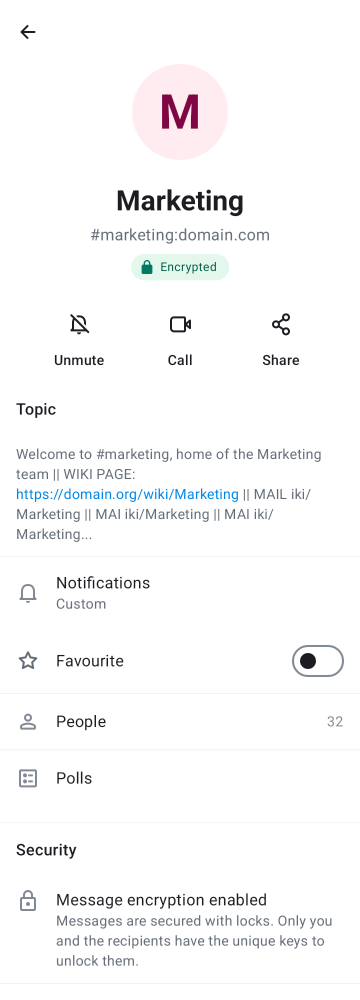 M
Marketing
#marketing:domain.com
Encrypted
Unmute
Call
Share
Topic
Welcome to #marketing, home of the Marketing
team || WIKI PAGE:
https://domain.org/wiki/Marketing || MAIL iki/
Marketing || MAI iki/Marketing || MAI iki/
Marketing...
Notifications
Custom
Favourite
People 32
Polls
Security
Message encryption enabled
Messages are secured with locks. Only you
and the recipients have the unique keys to
unlock them.